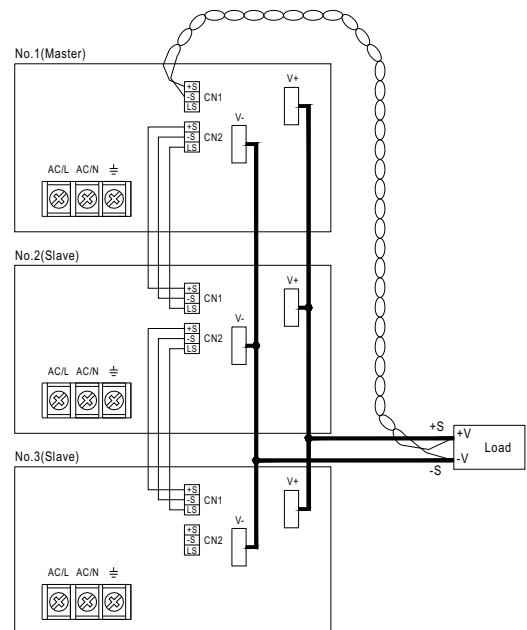 No.1(Master)
+S
-S
LS
CN1
V+
+S
-S
LS
CN2
V-
AC/L AC/N
No.2(Slave)
+S
-S
LS
CN1
V+
+S
-S
LS
CN2
V-
AC/L AC/N
+S
+V
Load
-V
-S
No.3(Slave)
+S
-S
LS
CN1
V+
+S
-S
LS
CN2
V-
AC/L AC/N